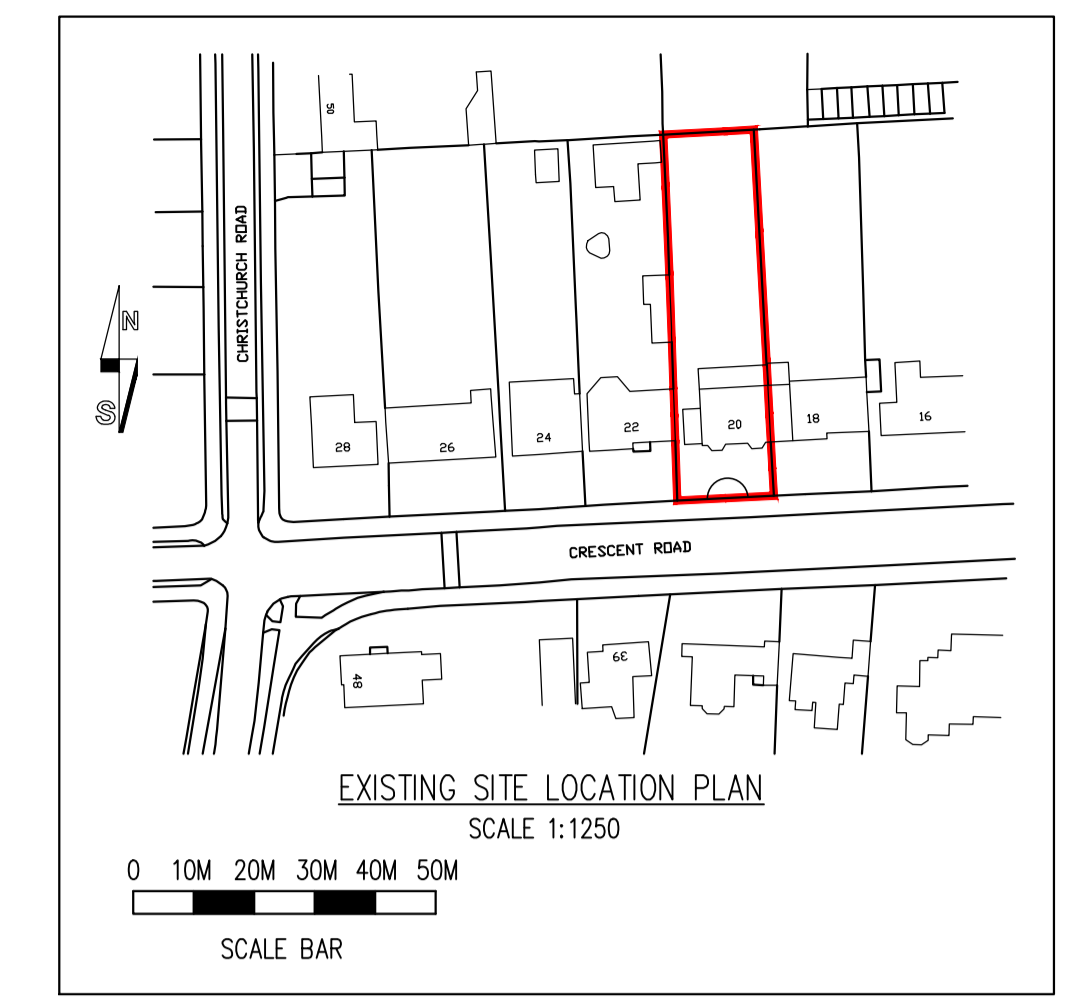 50
CHRISTCHURCH ROAD
N
S
28
26
24
22
20
18
16
CRESCENT ROAD
48
39
EXISTING SITE LOCATION PLAN
SCALE 1:1250
0 10M 20M 30M 40M 50M
SCALE BAR